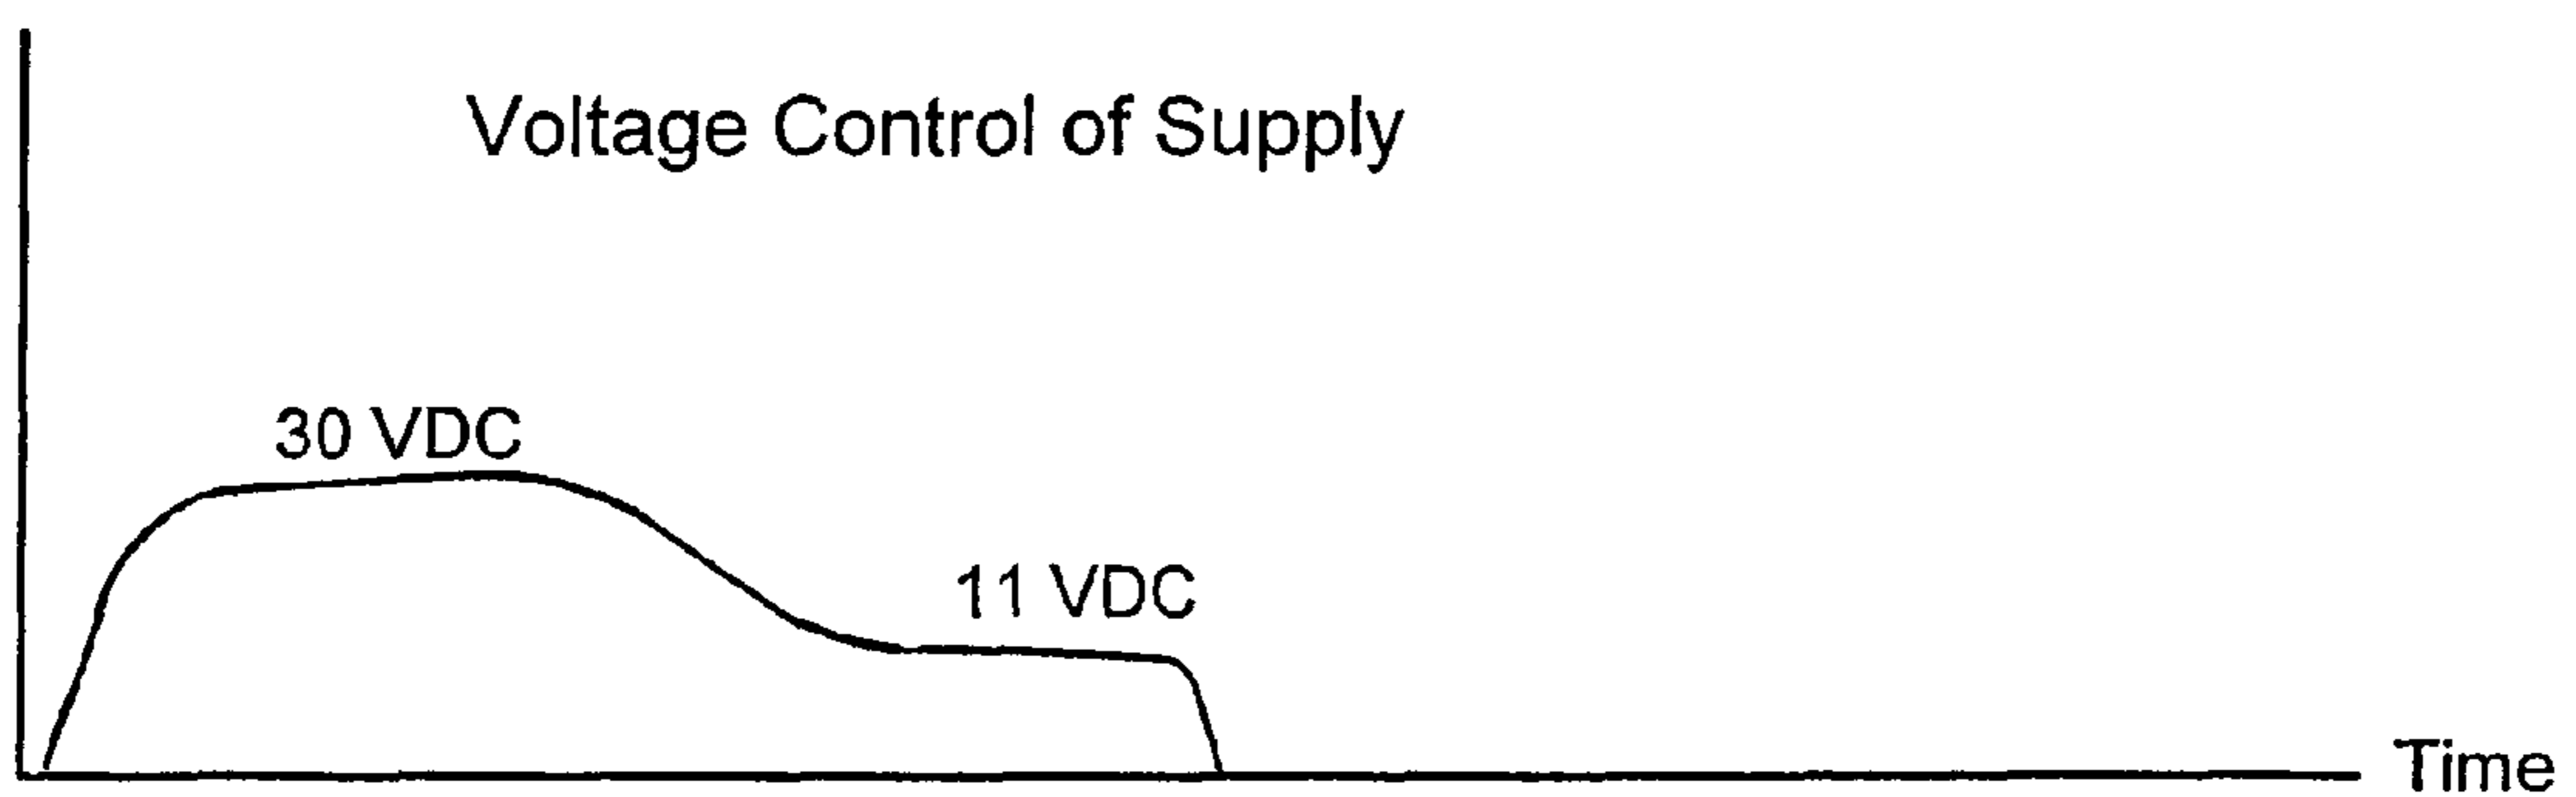 Voltage Control of Supply
30 VDC
11 VDC
Time